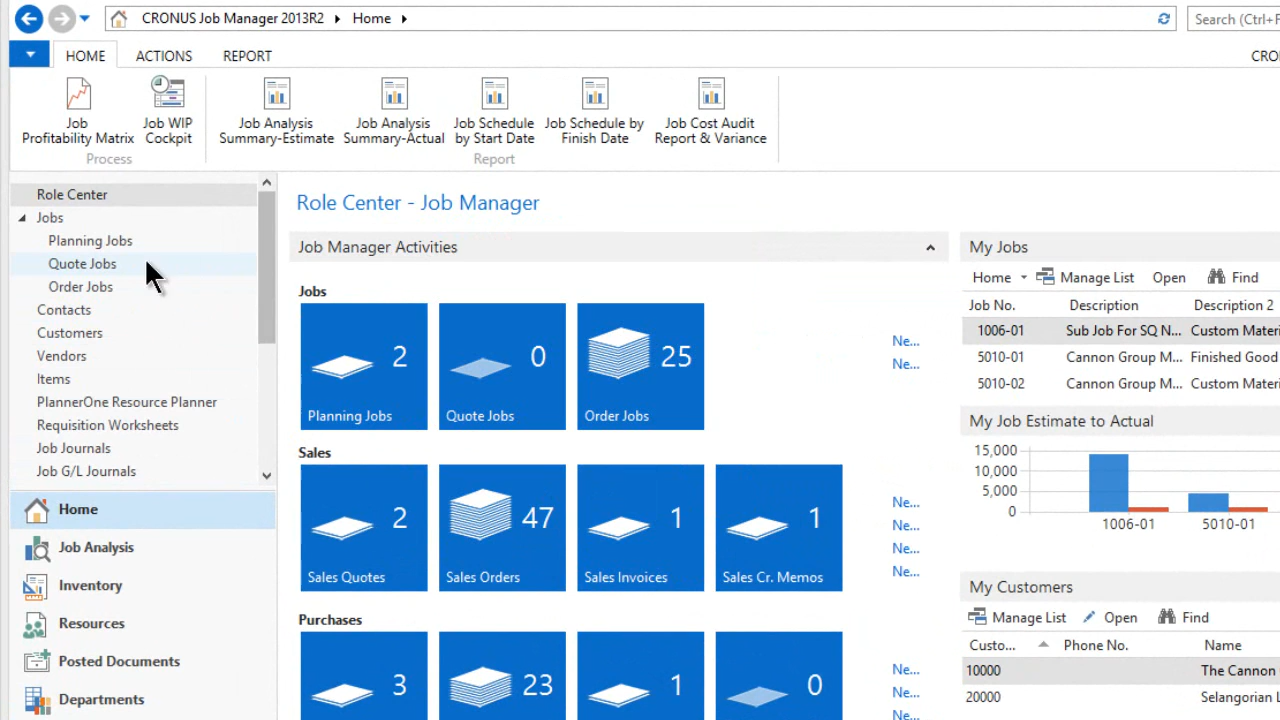 CRONUS Job Manager 2013R2 Home
Search (Ctrl+F
HOME ACTIONS REPORT
CRON
Job
Profitability Matrix
Job WIP
Cockpit
Process
Job Analysis
Summary-Estimate
Job Analysis
Summary-Actual
Job Schedule
by Start Date
Job Schedule by
Finish Date
Job Cost Audit
Report & Variance
Report
Role Center
Jobs
Planning Jobs
Quote Jobs
Order Jobs
Contacts
Customers
Vendors
Items
PlannerOne Resource Planner
Requisition Worksheets
Job Journals
Job G/L Journals
Home
Job Analysis
Inventory
Resources
Posted Documents
Departments
Role Center - Job Manager
Job Manager Activities
Jobs
2
Planning Jobs
0
Quote Jobs
25
Order Jobs
Ne...
Ne...
Sales
2
Sales Quotes
47
Sales Orders
1
Sales Invoices
1
Sales Cr. Memos
Ne...
Ne...
Ne...
Ne...
Purchases
3
23
1
0
Ne...
Ne...
Ne...
My Jobs
Home Manage List Open Find
Job No. Description Description 2
1006-01 Sub Job For SQ N... Custom Materi
5010-01 Cannon Group M... Finished Good
5010-02 Cannon Group M... Custom Materi
My Job Estimate to Actual
15,000
10,000
5,000
0
1006-01 5010-01
My Customers
Manage List Open Find
Custo... Phone No. Name
10000 The Cannon
20000 Selangorian